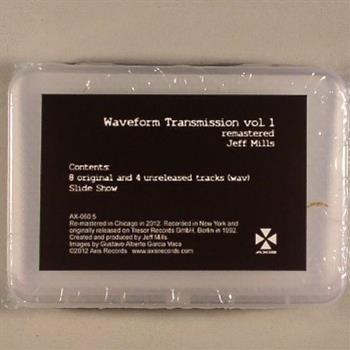 Waveform Transmission vol.1
remastered
Jeff Mills
Contents:
8 original and 4 unreleased tracks (wav)
Slide Show
AX-060.5
Re-mastered in Chicago in 2012. Recorded in New York and
originally released on Tresor Records GmbH, Berlin in 1992.
Created and produced by Jeff Mills
Images by Gustavo Alberto Garcia Vaca
©2012 Axis Records www.axisrecords.com
AXIS